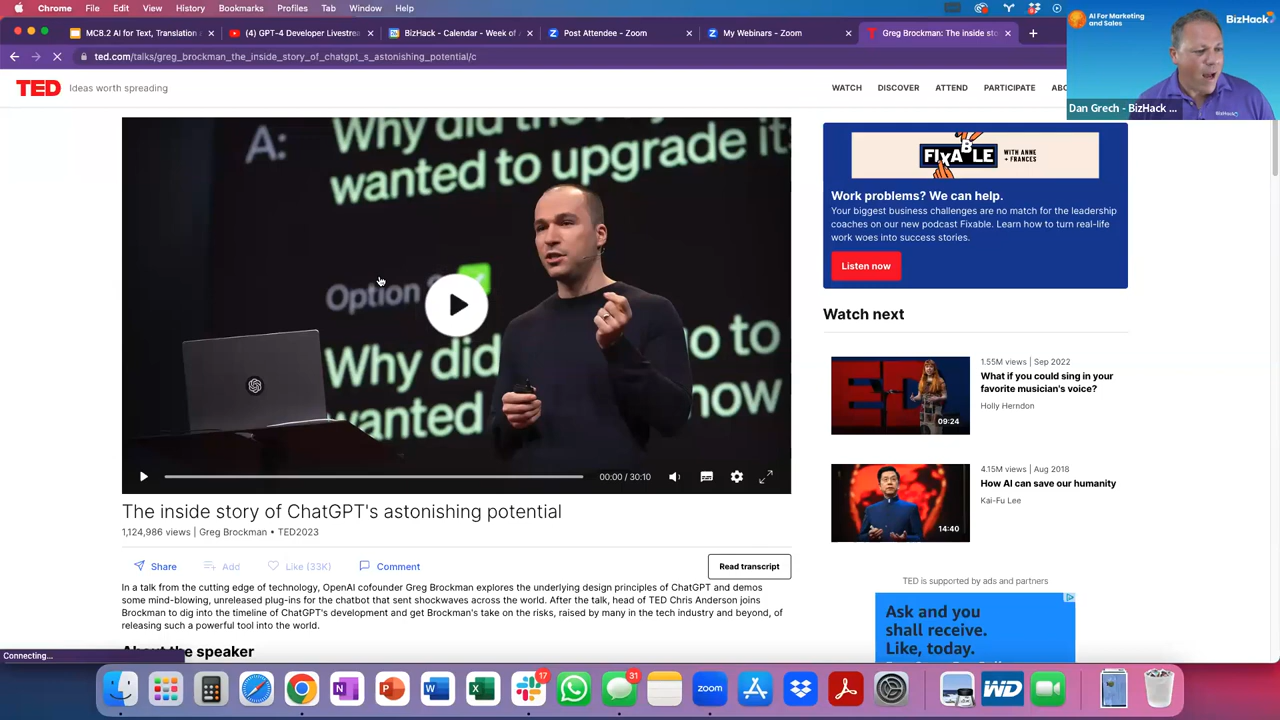 Chrome File Edit View History Bookmarks Profiles Tab Window Help
MC8.2 AI for Text, Translation
(4) GPT-4 Developer Livestrea
BizHack - Calendar - Week of
Post Attendee - Zoom
My Webinars - Zoom
Greg Brockman: The inside sto
ted.com/talks/greg_brockman_the_inside_story_of_chatgpt_s_astonishing_potential/c
AI For Marketing
and Sales
BizHack
Dan Grech - BizHack ...
TED Ideas worth spreading
WATCH DISCOVER ATTEND PARTICIPATE
A: Why did
wanted to upgrade its
Option
Why did o to
wanted now
00:00 / 30:10
FIXABLE WITH ANNE + FRANCES
Work problems? We can help.
Your biggest business challenges are no match for the leadership
coaches on our new podcast Fixable. Learn how to turn real-life
work woes into success stories.
Listen now
Watch next
1.55M views | Sep 2022
What if you could sing in your
favorite musician's voice?
Holly Herndon
09:24
4.15M views | Aug 2018
How AI can save our humanity
Kai-Fu Lee
14:40
The inside story of ChatGPT's astonishing potential
1,124,986 views | Greg Brockman • TED2023
Share Add Like (33K) Comment Read transcript
In a talk from the cutting edge of technology, OpenAI cofounder Greg Brockman explores the underlying design principles of ChatGPT and demos
some mind-blowing, unreleased plug-ins for the chatbot that sent shockwaves across the world. After the talk, head of TED Chris Anderson joins
Brockman to dig into the timeline of ChatGPT's development and get Brockman's take on the risks, raised by many in the tech industry and beyond, of
releasing such a powerful tool into the world.
About the speaker
TED is supported by ads and partners
Ask and you
shall receive.
Like, today.
Connecting...
17
31
zoom
WD